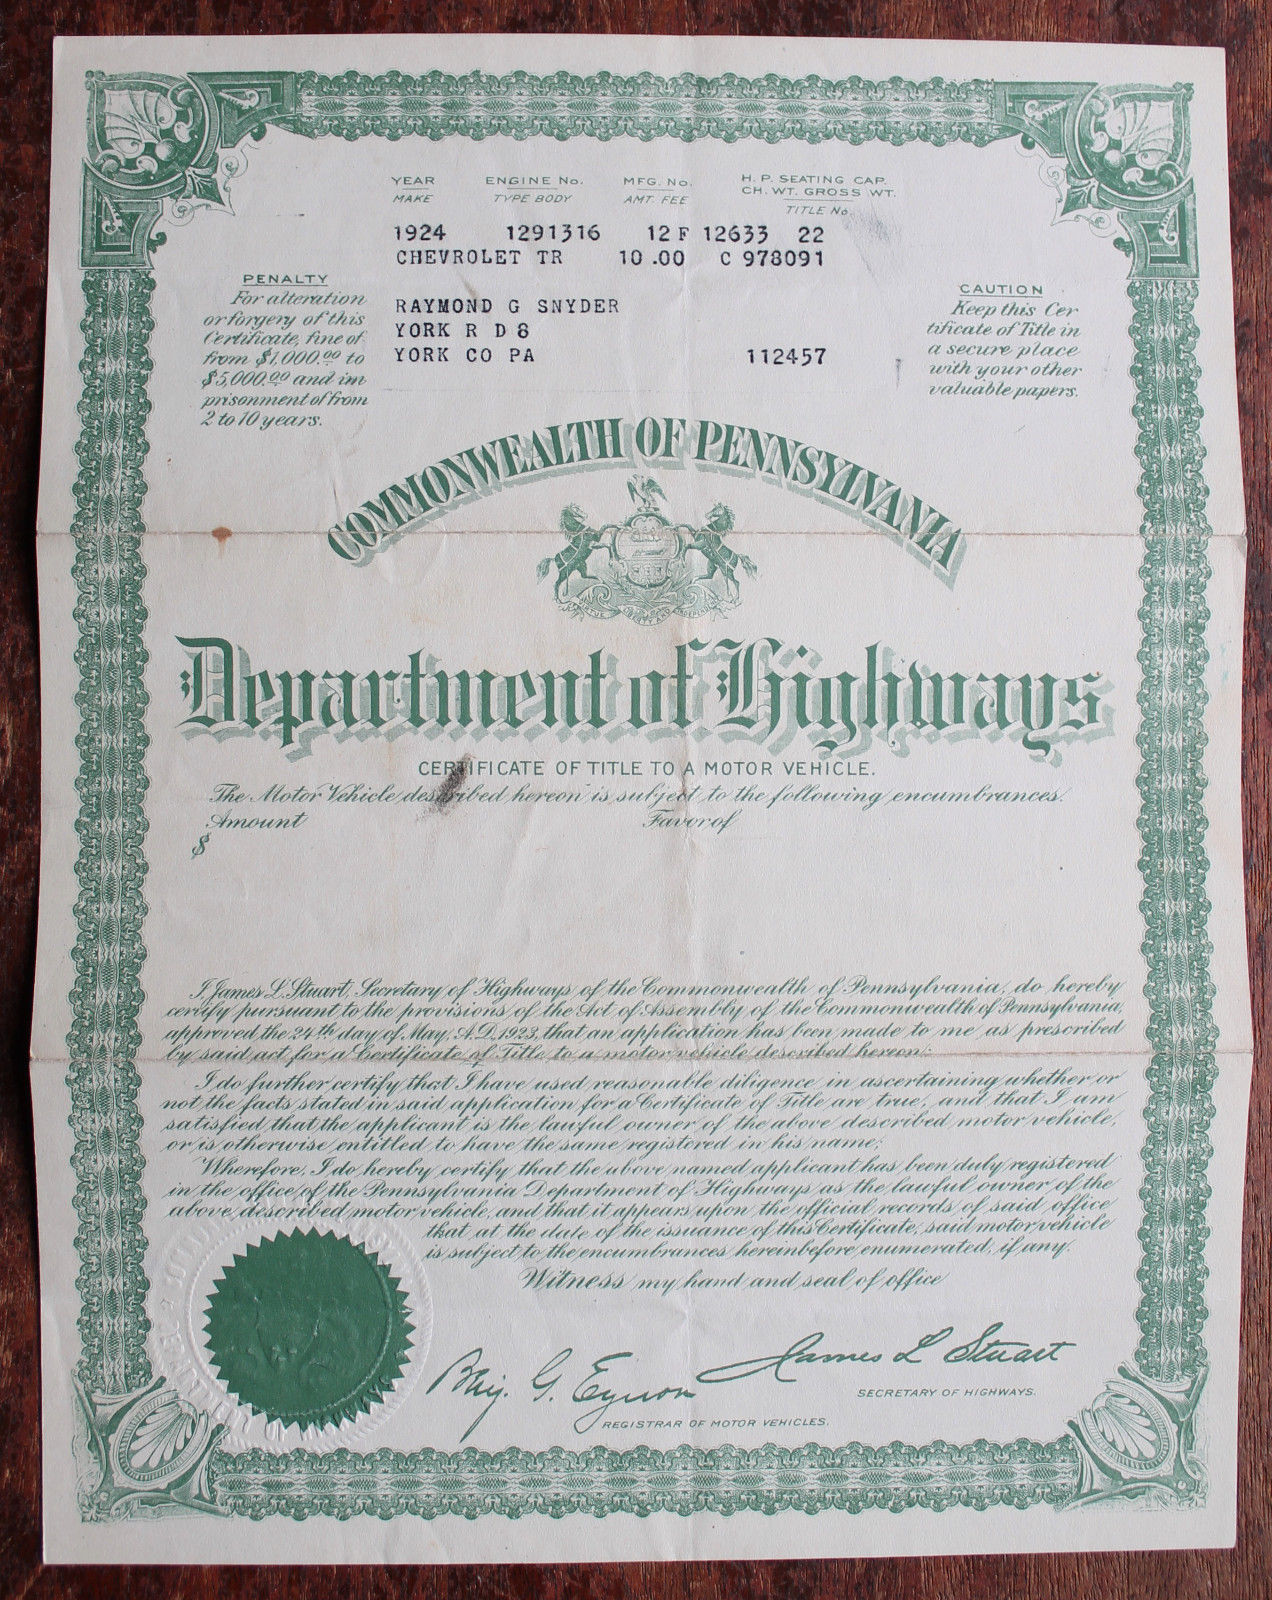 YEAR ENGINE No. MFG. No. H. P. SEATING CAP.
CH. WT. GROSS WT.
MAKE TYPE BODY AMT. FEE
TITLE No.
1924 1291316 12 F 12633 22
CHEVROLET TR 10 .00 C 978091
RAYMOND G SNYDER
YORK R D 8
YORK CO PA 112457
PENALTY
For alteration
or forgery of this
Certificate, fine of
from $1,000.00 to
$5,000.00 and im
prisonment of from
2 to 10 years.
CAUTION
Keep this Cer
tificate of Title in
a secure place
with your other
valuable papers.
COMMONWEALTH OF PENNSYLVANIA
Department of Highways
CERTIFICATE OF TITLE TO A MOTOR VEHICLE.
The Motor Vehicle described hereon is subject to the following encumbrances.
Amount Favor of
$
I, James L. Stuart, Secretary of Highways of the Commonwealth of Pennsylvania, do hereby
certify pursuant to the provisions of the Act of Assembly of the Commonwealth of Pennsylvania,
approved the 24th day of May, A.D. 1923, that an application has been made to me as prescribed
by said act for a Certificate of Title to a motor vehicle described hereon:
I do further certify that I have used reasonable diligence in ascertaining whether or
not the facts stated in said application for a Certificate of Title are true, and that I am
satisfied that the applicant is the lawful owner of the above described motor vehicle,
or is otherwise entitled to have the same registered in his name;
Wherefore, I do hereby certify that the above named applicant has been duly registered
in the office of the Pennsylvania Department of Highways as the lawful owner of the
above described motor vehicle, and that it appears upon the official records of said office
that at the date of the issuance of this Certificate, said motor vehicle
is subject to the encumbrances hereinbefore enumerated, if any.
Witness my hand and seal of office
James L Stuart
SECRETARY OF HIGHWAYS.
Benj. G. Eynon
REGISTRAR OF MOTOR VEHICLES.